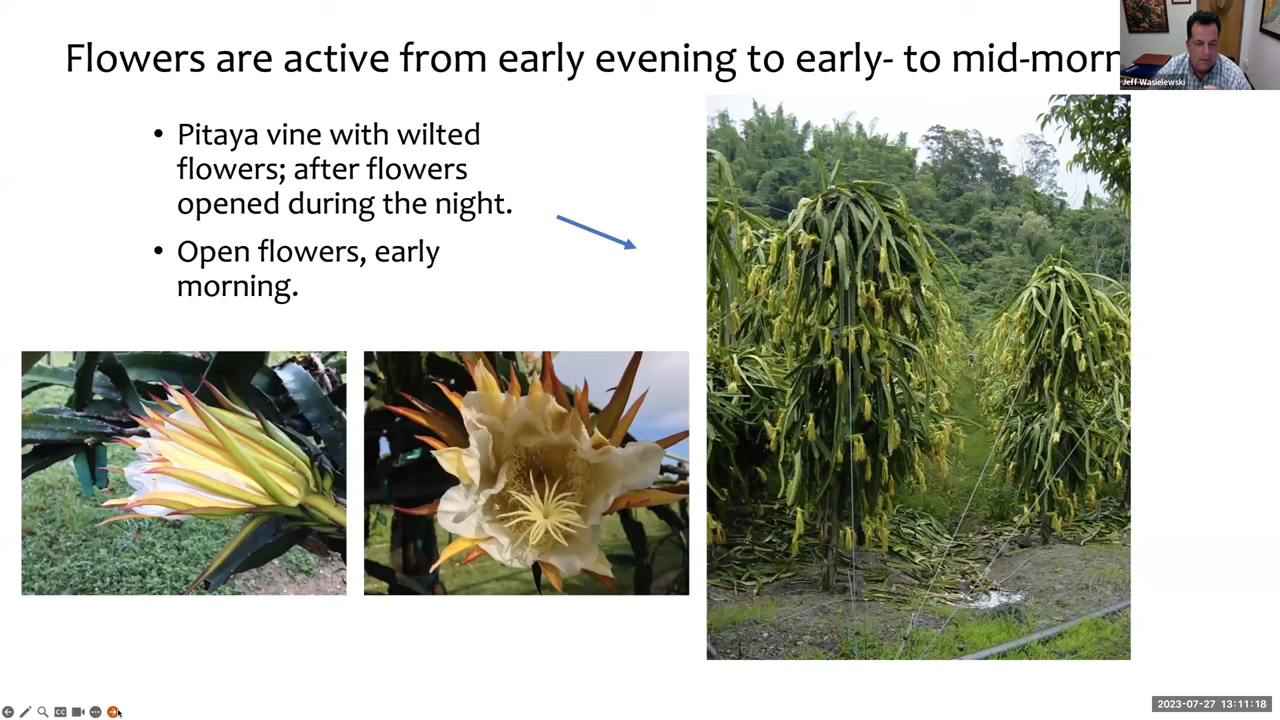 Flowers are active from early evening to early- to mid-morn
Jeff Wasielewski
• Pitaya vine with wilted
flowers; after flowers
opened during the night.
• Open flowers, early
morning.
CC
2023-07-27 13:11:18